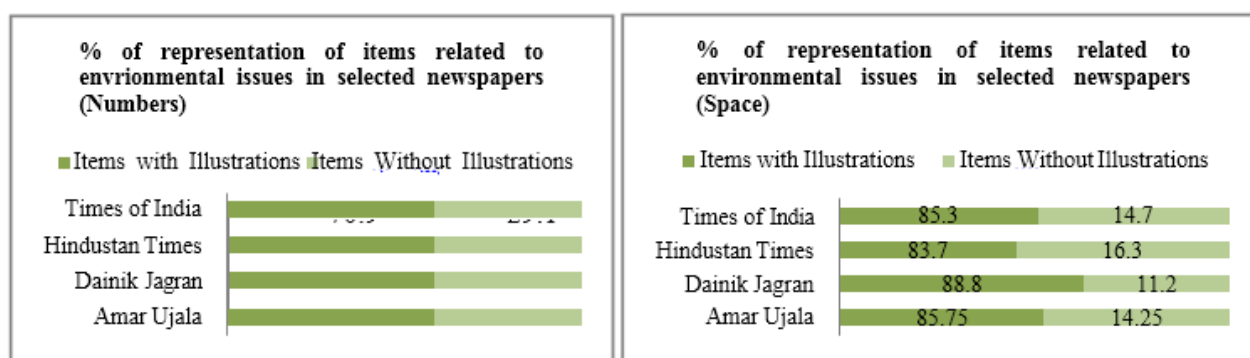 % of representation of items related to
envrionmental issues in selected newspapers
(Numbers)
Items with Illustrations Items Without Illustrations
Times of India
Hindustan Times
Dainik Jagran
Amar Ujala
% of representation of items related to
environmental issues in selected newspapers
(Space)
Items with Illustrations Items Without Illustrations
Times of India 85.3 14.7
Hindustan Times 83.7 16.3
Dainik Jagran 88.8 11.2
Amar Ujala 85.75 14.25